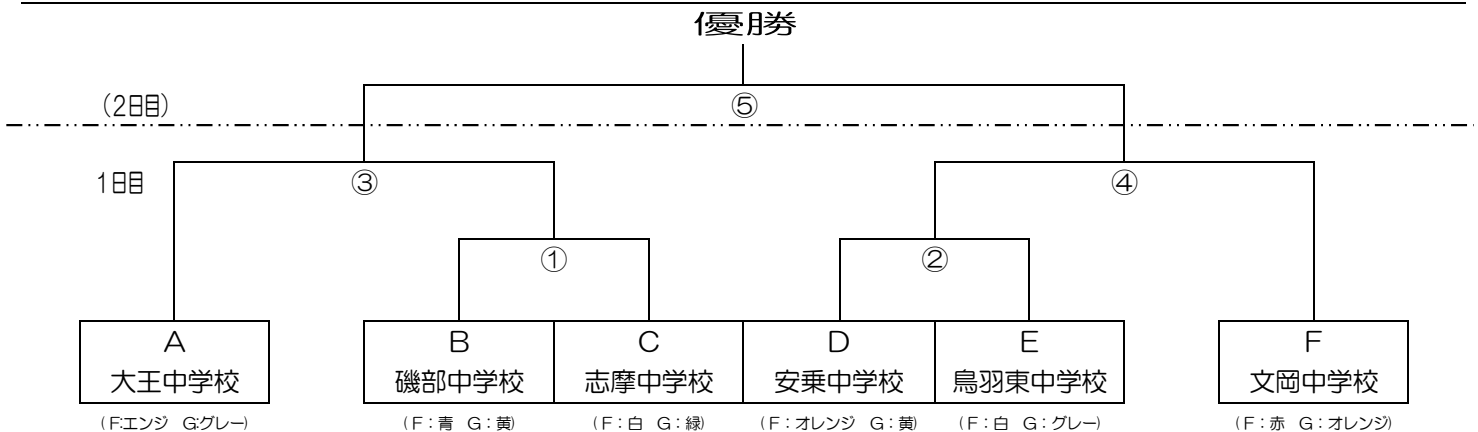 優勝
(2日目)
⑤
1日目
③
④
①
②
A
B
C
D
E
F
大王中学校
磯部中学校
志摩中学校
安乗中学校
鳥羽東中学校
文岡中学校
(F:エンジ G:グレー)
(F:青 G:黄)
(F:白 G:緑)
(F:オレンジ G:黄)
(F:白 G:グレー)
(F:赤 G:オレンジ)